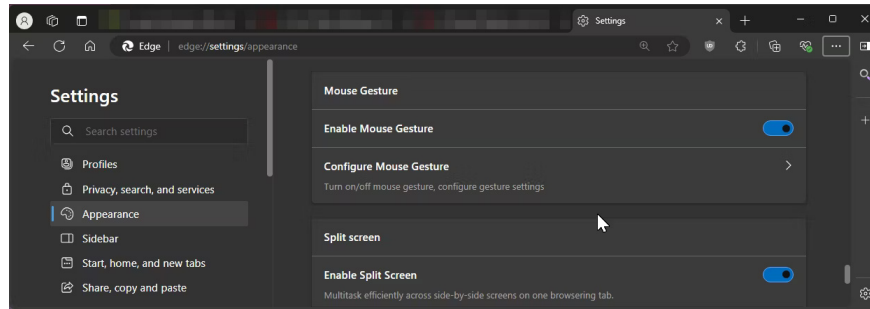 Settings
Edge | edge://settings/appearance
Settings
Search settings
Profiles
Privacy, search, and services
Appearance
Sidebar
Start, home, and new tabs
Share, copy and paste
Mouse Gesture
Enable Mouse Gesture
Configure Mouse Gesture
Turn on/off mouse gesture, configure gesture settings
Split screen
Enable Split Screen
Multitask efficiently across side-by-side screens on one browsering tab.